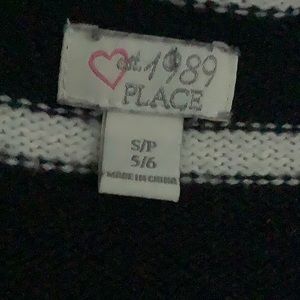 est. 1989
PLACE
S/P
5/6
MADE IN CHINA